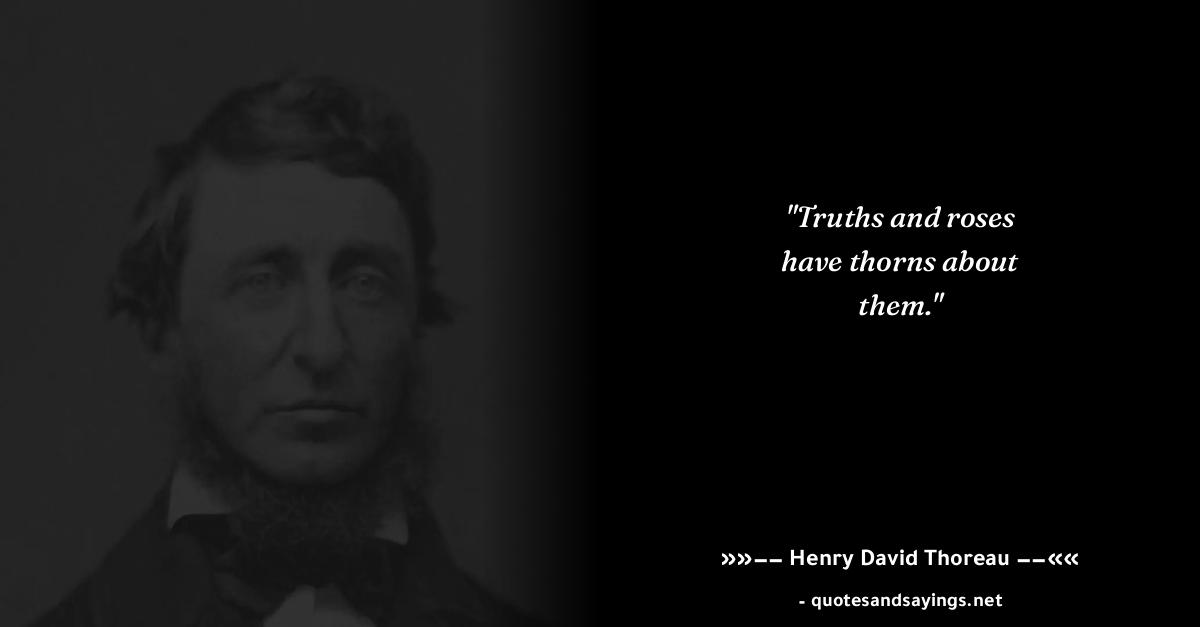 "Truths and roses
have thorns about
them."
»»−− Henry David Thoreau −−««
- quotesandsayings.net